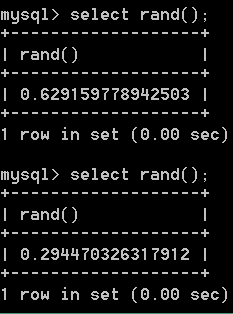 mysql> select rand();
+-------------------+
| rand()            |
+-------------------+
| 0.629159778942503 |
+-------------------+
1 row in set (0.00 sec)
mysql> select rand();
+-------------------+
| rand()            |
+-------------------+
| 0.294470326317912 |
+-------------------+
1 row in set (0.00 sec)